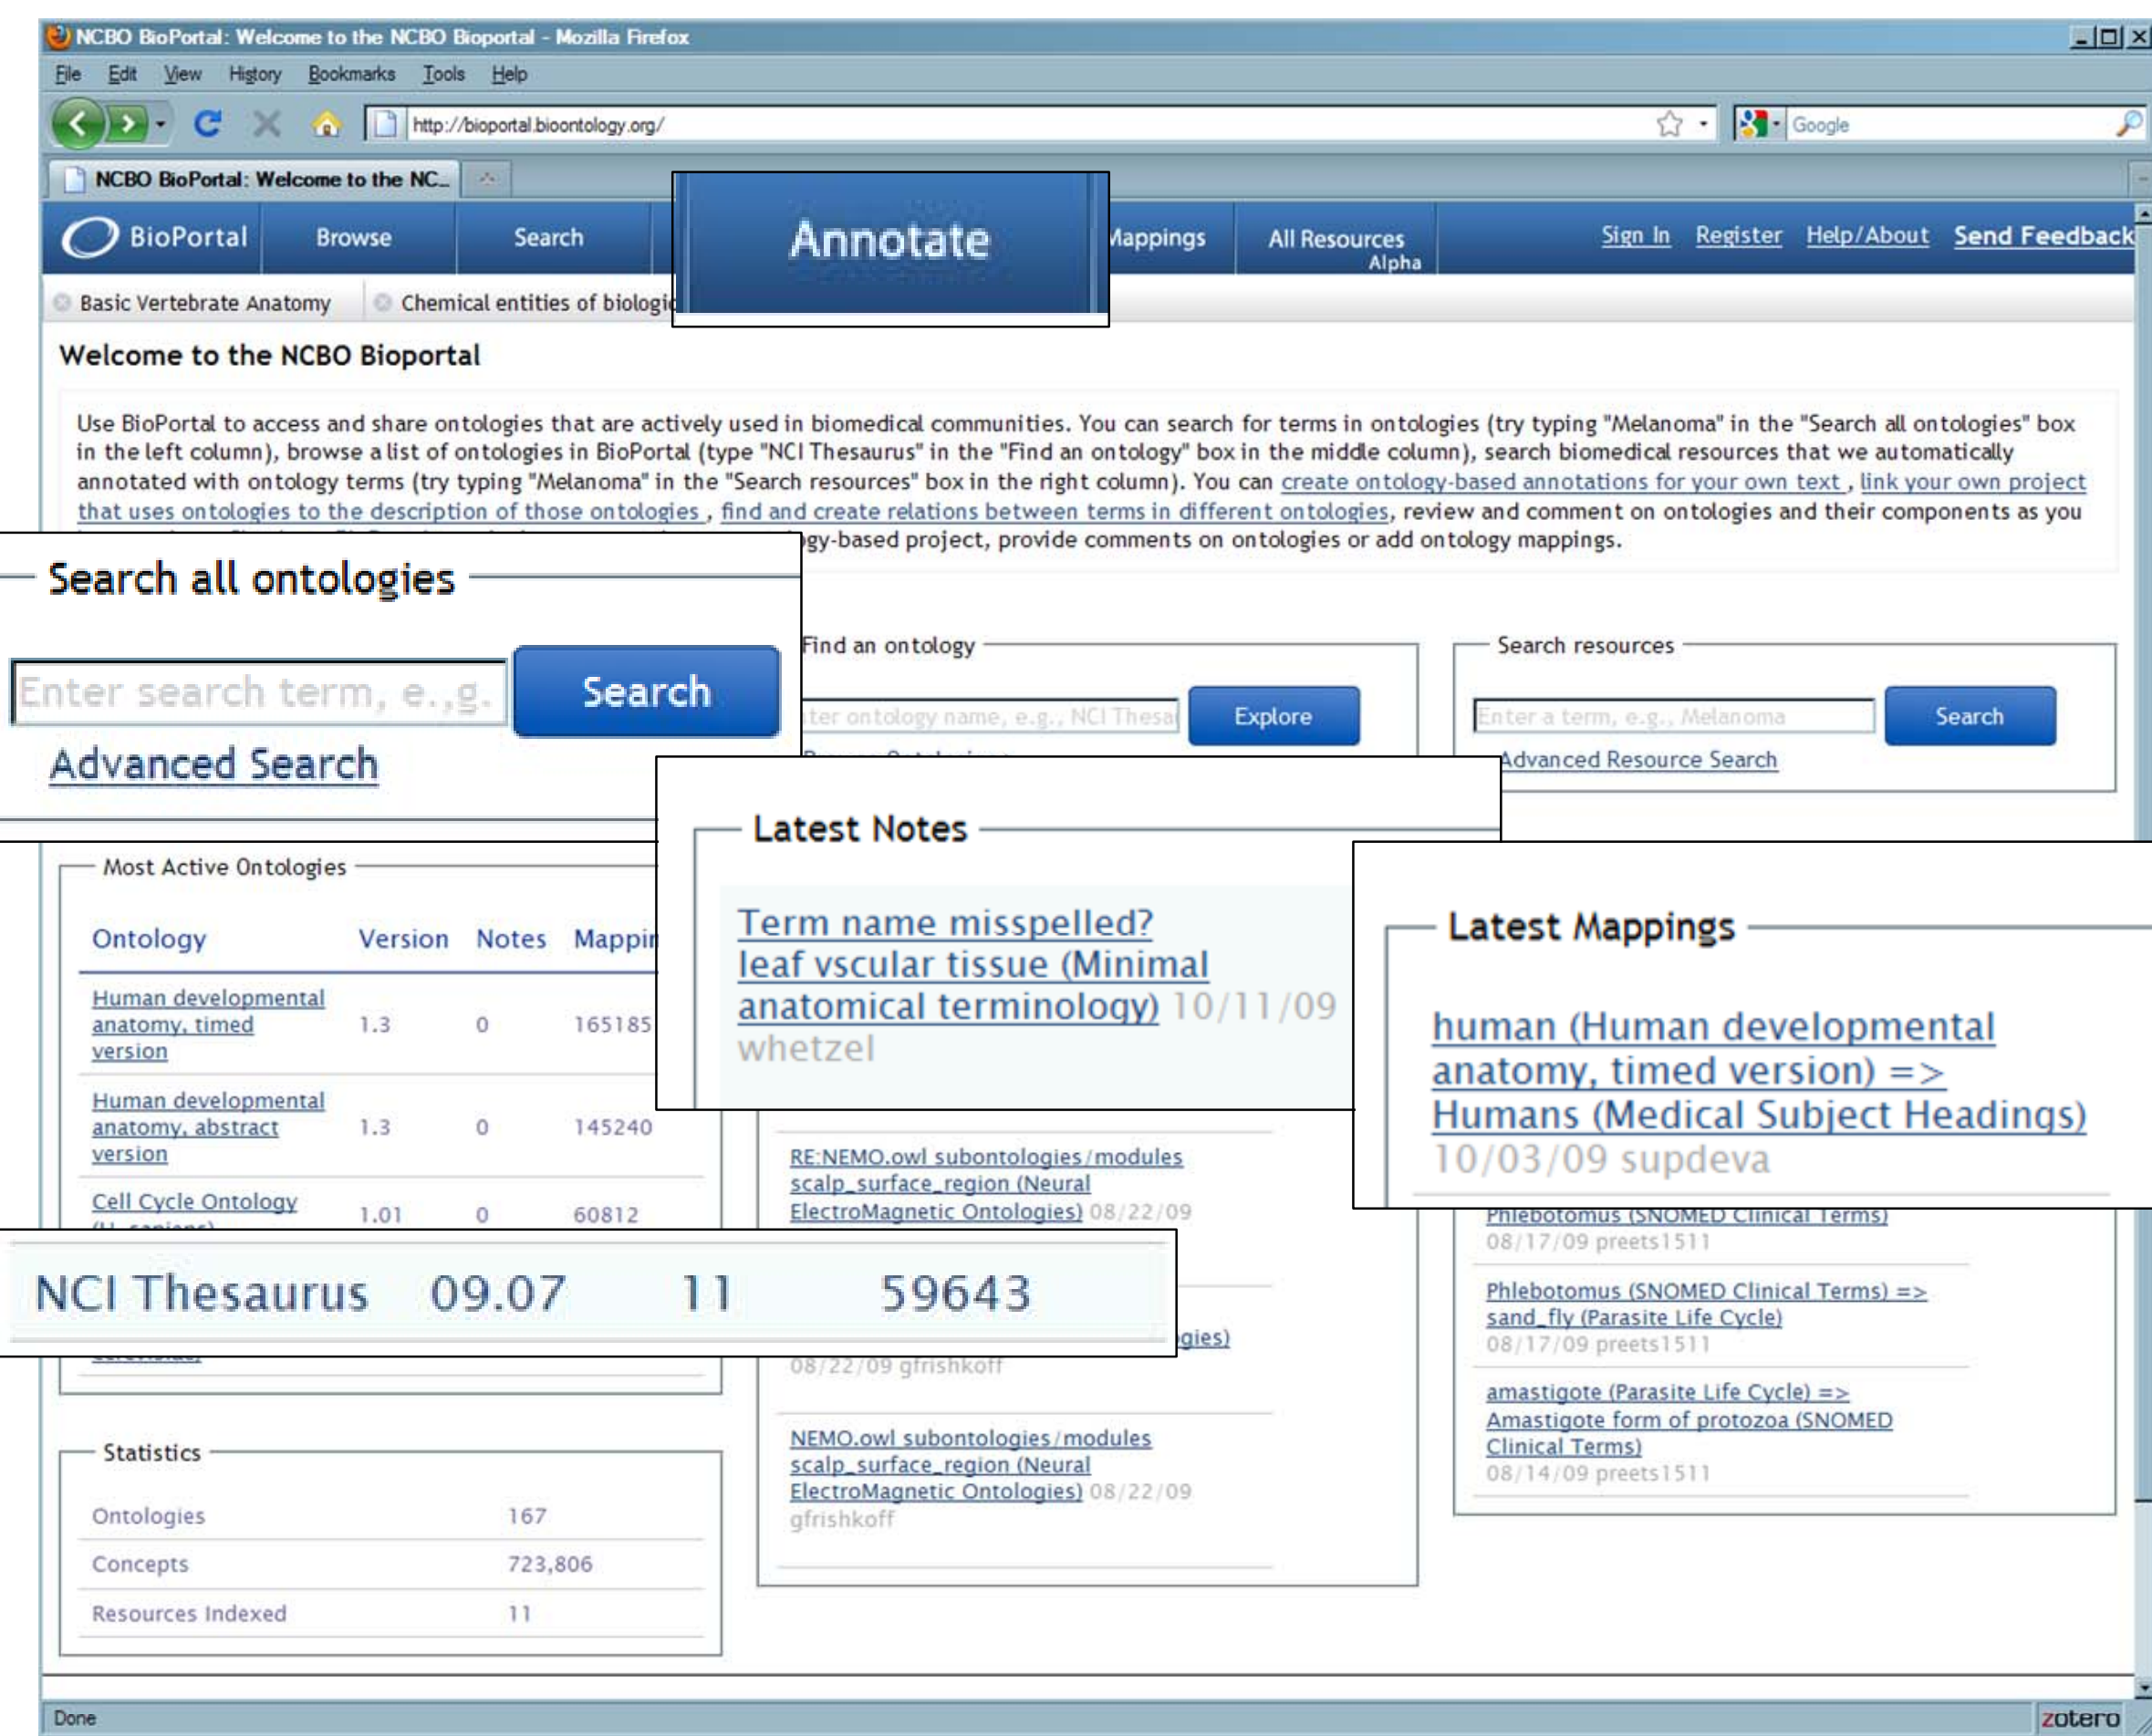 NCBO BioPortal: Welcome to the NCBO Bioportal - Mozilla Firefox
File Edit View History Bookmarks Tools Help
http://bioportal.bioontology.org/
Google
NCBO BioPortal: Welcome to the NC...
BioPortal Browse Search Annotate Mappings All Resources Alpha Sign In Register Help/About Send Feedback
Basic Vertebrate Anatomy Chemical entities of biologic
Welcome to the NCBO Bioportal
Use BioPortal to access and share ontologies that are actively used in biomedical communities. You can search for terms in ontologies (try typing "Melanoma" in the "Search all ontologies" box
in the left column), browse a list of ontologies in BioPortal (type "NCI Thesaurus" in the "Find an ontology" box in the middle column), search biomedical resources that we automatically
annotated with ontology terms (try typing "Melanoma" in the "Search resources" box in the right column). You can create ontology-based annotations for your own text , link your own project
that uses ontologies to the description of those ontologies , find and create relations between terms in different ontologies, review and comment on ontologies and their components as you
gy-based project, provide comments on ontologies or add ontology mappings.
Search all ontologies
Enter search term, e.,g.
Search
Advanced Search
Find an ontology
ter ontology name, e.g., NCI Thesau
Explore
Search resources
Enter a term, e.g., Melanoma
Search
Advanced Resource Search
Most Active Ontologies
Ontology Version Notes Mappin
Human developmental
anatomy, timed
version
1.3 0 165185
Human developmental
anatomy, abstract
version
1.3 0 145240
Cell Cycle Ontology
1.01 0 60812
NCI Thesaurus 09.07 11 59643
Statistics
Ontologies 167
Concepts 723,806
Resources Indexed 11
Latest Notes
Term name misspelled?
leaf vscular tissue (Minimal
anatomical terminology) 10/11/09
whetzel
RE:NEMO.owl subontologies/modules
scalp_surface_region (Neural
ElectroMagnetic Ontologies) 08/22/09
gies)
08/22/09 gfrishkoff
NEMO.owl subontologies/modules
scalp_surface_region (Neural
ElectroMagnetic Ontologies) 08/22/09
gfrishkoff
Latest Mappings
human (Human developmental
anatomy, timed version) =>
Humans (Medical Subject Headings)
10/03/09 supdeva
Phlebotomus (SNOMED Clinical Terms)
08/17/09 preets1511
Phlebotomus (SNOMED Clinical Terms) =>
sand_fly (Parasite Life Cycle)
08/17/09 preets1511
amastigote (Parasite Life Cycle) =>
Amastigote form of protozoa (SNOMED
Clinical Terms)
08/14/09 preets1511
Done
zotero